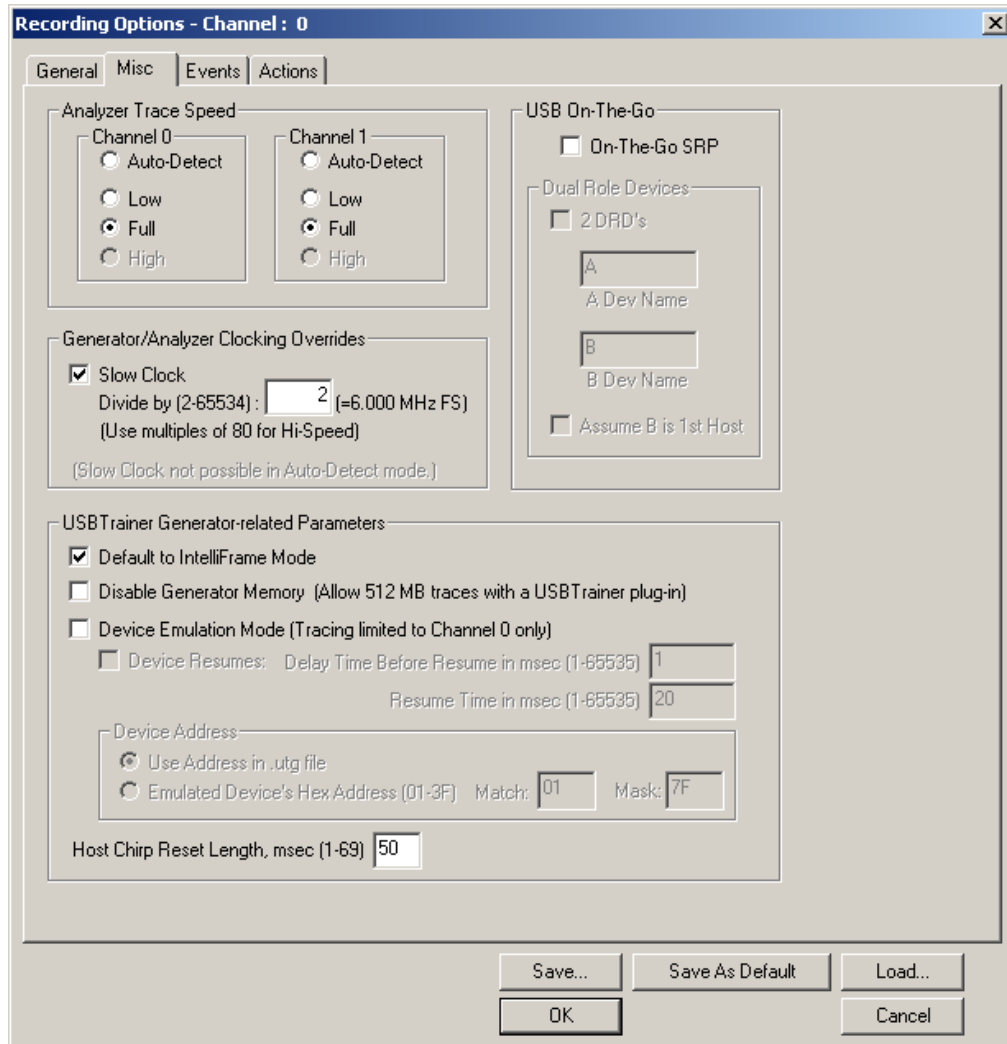 Recording Options - Channel : 0
General Misc Events Actions
Analyzer Trace Speed
Channel 0
Auto-Detect
Low
Full
High
Channel 1
Auto-Detect
Low
Full
High
USB On-The-Go
On-The-Go SRP
Dual Role Devices
2 DRD's
A
A Dev Name
B
B Dev Name
Assume B is 1st Host
Generator/Analyzer Clocking Overrides
Slow Clock
Divide by (2-65534) : 2 (=6.000 MHz FS)
(Use multiples of 80 for Hi-Speed)
(Slow Clock not possible in Auto-Detect mode.)
USBTrainer Generator-related Parameters
Default to IntelliFrame Mode
Disable Generator Memory (Allow 512 MB traces with a USBTrainer plug-in)
Device Emulation Mode (Tracing limited to Channel 0 only)
Device Resumes: Delay Time Before Resume in msec (1-65535) 1
Resume Time in msec (1-65535) 20
Device Address
Use Address in .utg file
Emulated Device's Hex Address (01-3F) Match: 01 Mask: 7F
Host Chirp Reset Length, msec (1-69) 50
Save... Save As Default Load...
OK Cancel